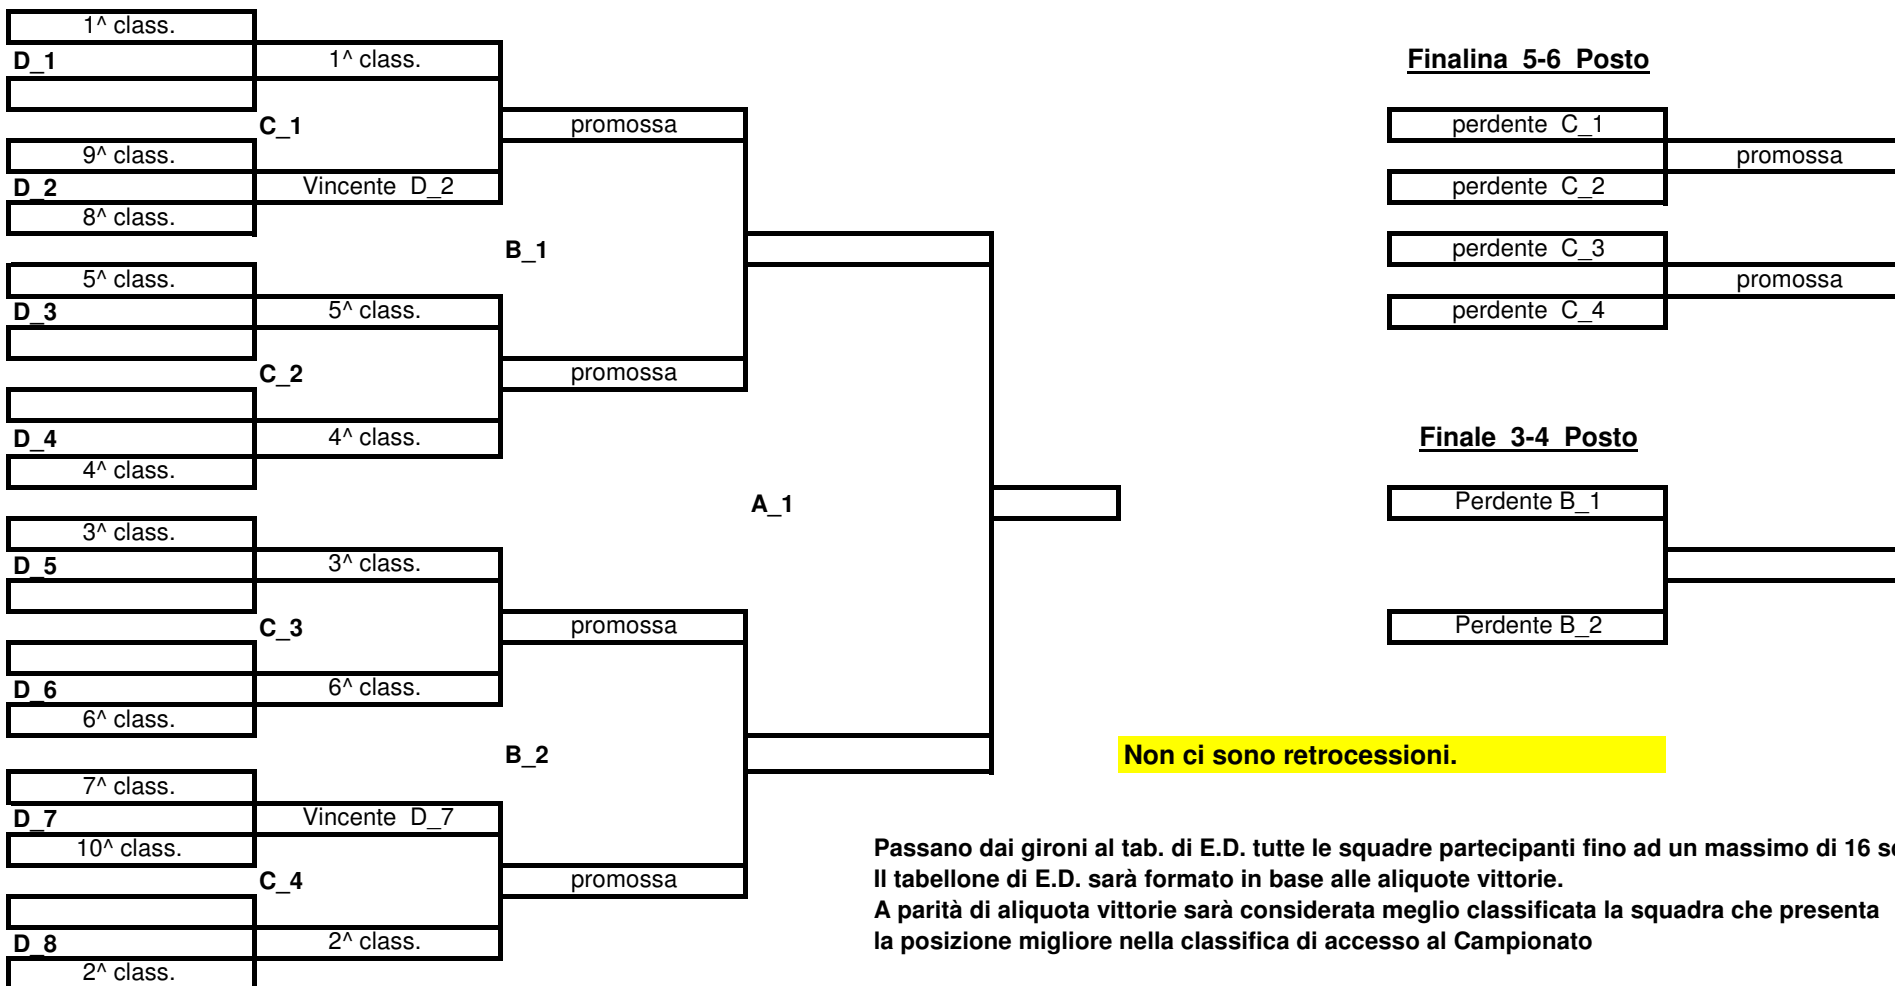 1^ class.
D_1
1^ class.
C_1
promossa
9^ class.
D_2
Vincente D_2
8^ class.
B_1
5^ class.
D_3
5^ class.
C_2
promossa
D_4
4^ class.
4^ class.
A_1
3^ class.
D_5
3^ class.
C_3
promossa
D_6
6^ class.
6^ class.
B_2
7^ class.
D_7
Vincente D_7
10^ class.
C_4
promossa
D_8
2^ class.
2^ class.
Finalina 5-6 Posto
perdente C_1
promossa
perdente C_2
perdente C_3
promossa
perdente C_4
Finale 3-4 Posto
Perdente B_1
Perdente B_2
Non ci sono retrocessioni.
Passano dai gironi al tab. di E.D. tutte le squadre partecipanti fino ad un massimo di 16
Il tabellone di E.D. sarà formato in base alle aliquote vittorie.
A parità di aliquota vittorie sarà considerata meglio classificata la squadra che presenta
la posizione migliore nella classifica di accesso al Campionato